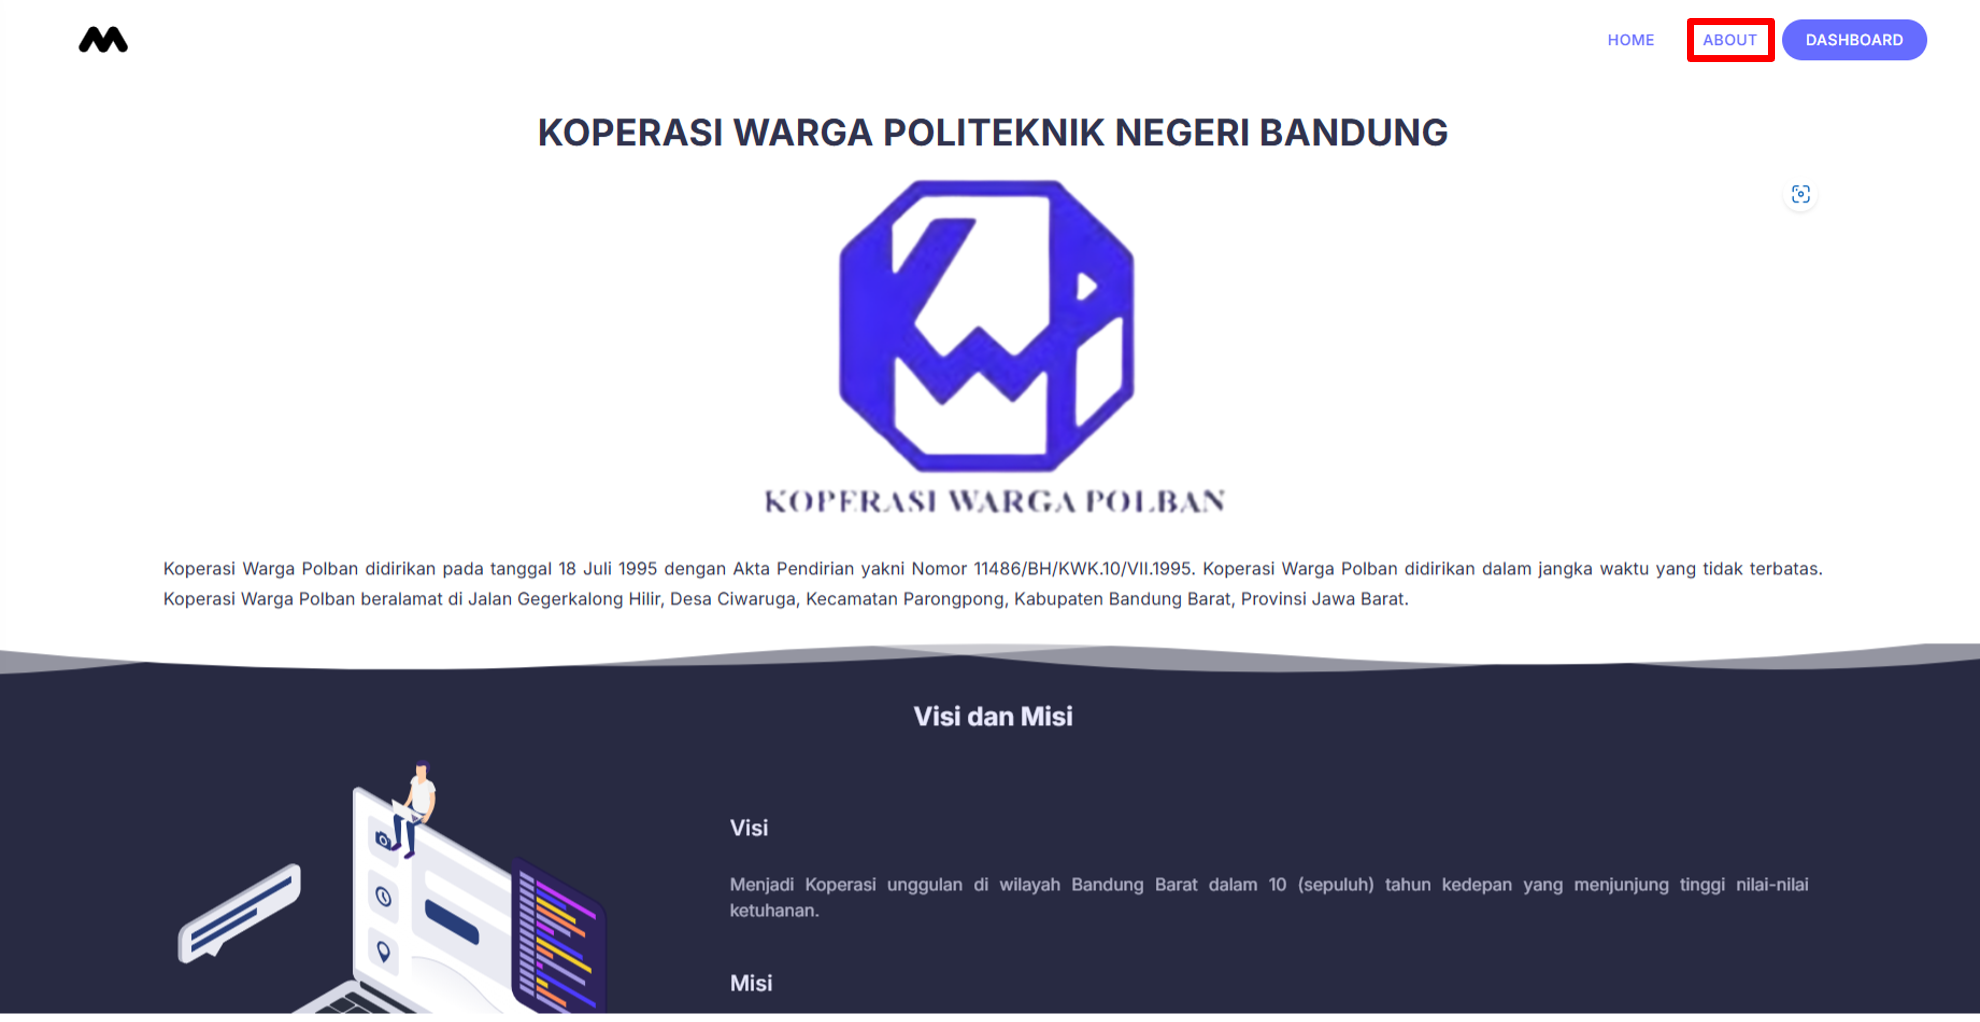 HOME ABOUT DASHBOARD
KOPERASI WARGA POLITEKNIK NEGERI BANDUNG
KOPERASI WARGA POLBAN
Koperasi Warga Polban didirikan pada tanggal 18 Juli 1995 dengan Akta Pendirian yakni Nomor 11486/BH/KWK.10/VII.1995. Koperasi Warga Polban didirikan dalam jangka waktu yang tidak terbatas.
Koperasi Warga Polban beralamat di Jalan Gegerkalong Hilir, Desa Ciwaruga, Kecamatan Parongpong, Kabupaten Bandung Barat, Provinsi Jawa Barat.
Visi dan Misi
Visi
Menjadi Koperasi unggulan di wilayah Bandung Barat dalam 10 (sepuluh) tahun kedepan yang menjunjung tinggi nilai-nilai
ketuhanan.
Misi